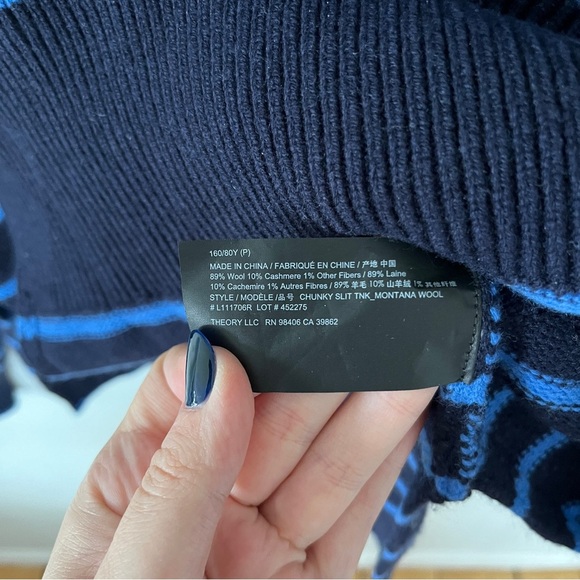 160/80Y (P)
MADE IN CHINA / FABRIQUÉ EN CHINE / 产地 中国
89% Wool 10% Cashmere 1% Other Fibers / 89% Laine
10% Cachemire 1% Autres Fibres / 89% 羊毛 10% 山羊绒 1% 其他纤维
STYLE / MODÈLE /品号 CHUNKY SLIT TNK_MONTANA WOOL
# L111706R LOT # 452275
THEORY LLC RN 98406 CA 39862